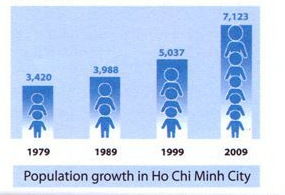 7,123
5,037
3,988
3,420
1979 1989 1999 2009
Population growth in Ho Chi Minh City